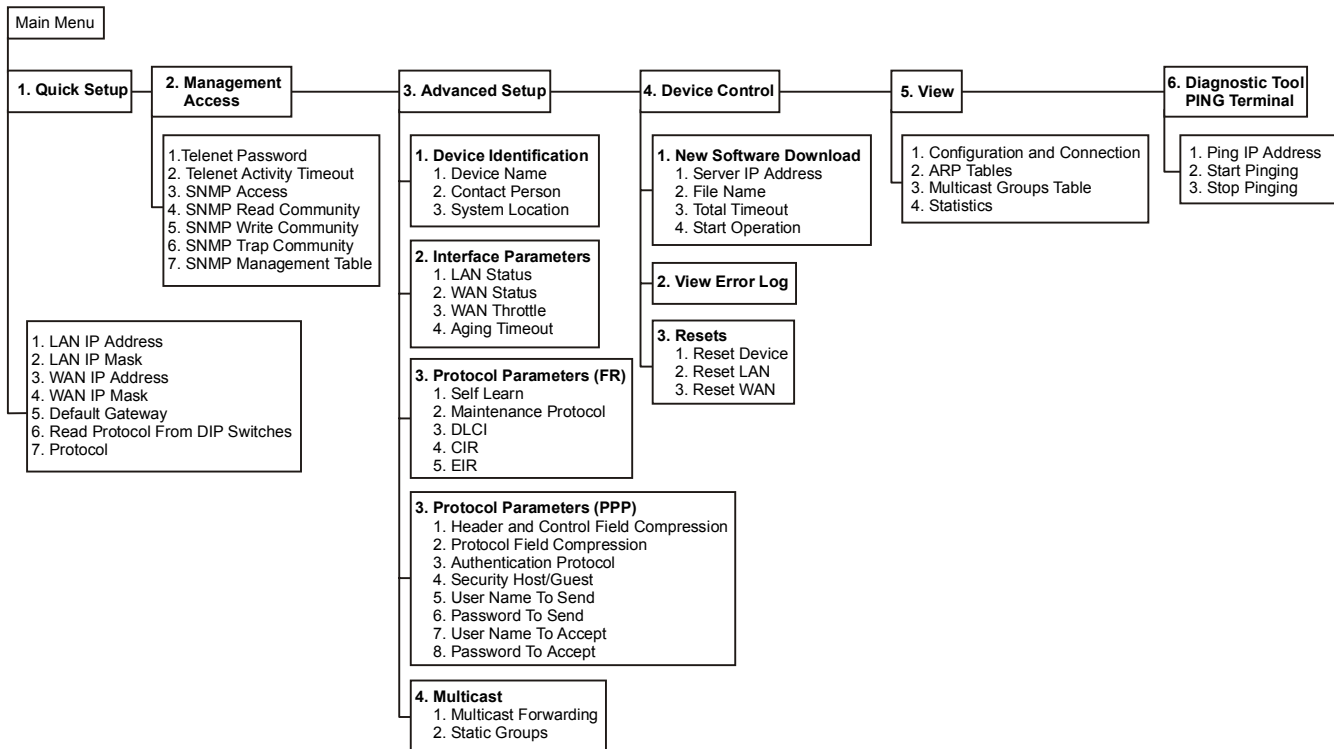 Main Menu
1. Quick Setup
2. Management
Access
3. Advanced Setup
4. Device Control
5. View
6. Diagnostic Tool
PING Terminal
1.Telenet Password
2. Telenet Activity Timeout
3. SNMP Access
4. SNMP Read Community
5. SNMP Write Community
6. SNMP Trap Community
7. SNMP Management Table
1. LAN IP Address
2. LAN IP Mask
3. WAN IP Address
4. WAN IP Mask
5. Default Gateway
6. Read Protocol From DIP Switches
7. Protocol
1. Device Identification
1. Device Name
2. Contact Person
3. System Location
2. Interface Parameters
1. LAN Status
2. WAN Status
3. WAN Throttle
4. Aging Timeout
3. Protocol Parameters (FR)
1. Self Learn
2. Maintenance Protocol
3. DLCI
4. CIR
5. EIR
3. Protocol Parameters (PPP)
1. Header and Control Field Compression
2. Protocol Field Compression
3. Authentication Protocol
4. Security Host/Guest
5. User Name To Send
6. Password To Send
7. User Name To Accept
8. Password To Accept
4. Multicast
1. Multicast Forwarding
2. Static Groups
1. New Software Download
1. Server IP Address
2. File Name
3. Total Timeout
4. Start Operation
2. View Error Log
3. Resets
1. Reset Device
2. Reset LAN
3. Reset WAN
1. Configuration and Connection
2. ARP Tables
3. Multicast Groups Table
4. Statistics
1. Ping IP Address
2. Start Pinging
3. Stop Pinging